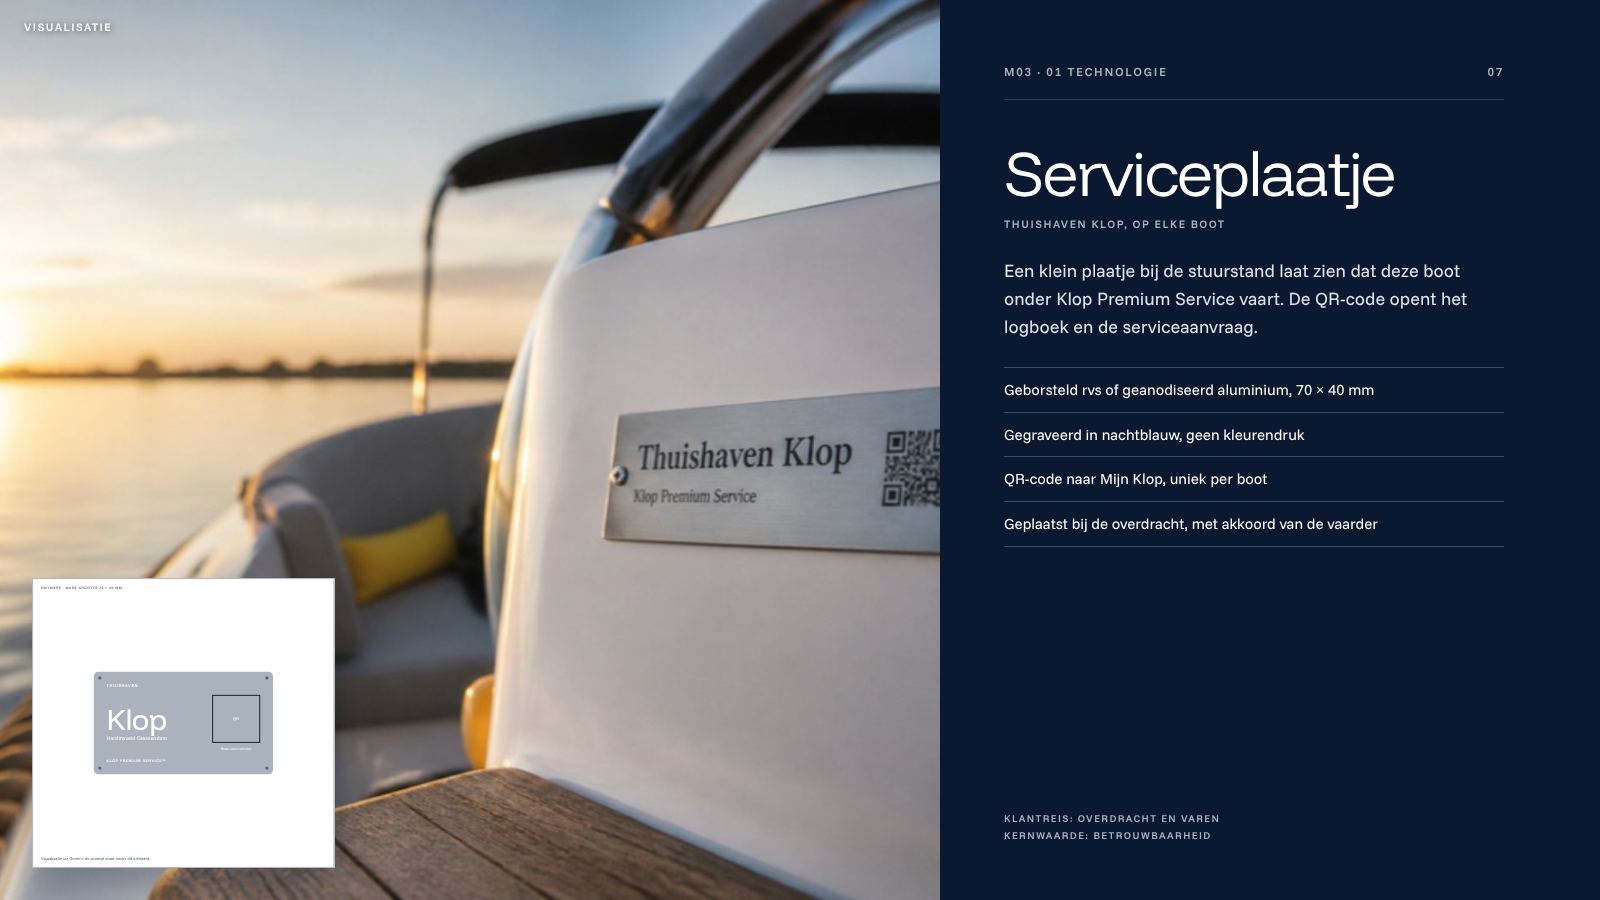 VISUALISATIE
M03 · 01 TECHNOLOGIE
07
Serviceplaatje
THUISHAVEN KLOP, OP ELKE BOOT
Een klein plaatje bij de stuurstand laat zien dat deze boot
onder Klop Premium Service vaart. De QR-code opent het
logboek en de serviceaanvraag.
Geborsteld rvs of geanodiseerd aluminium, 70 × 40 mm
Gegraveerd in nachtblauw, geen kleurendruk
QR-code naar Mijn Klop, uniek per boot
Geplaatst bij de overdracht, met akkoord van de vaarder
KLANTREIS: OVERDRACHT EN VAREN
KERNWAARDE: BETROUWBAARHEID
Thuishaven Klop
Klop Premium Service
THUISHAVEN
Klop
Hardinxveld-Giessendam
KLOP PREMIUM SERVICE™
QR